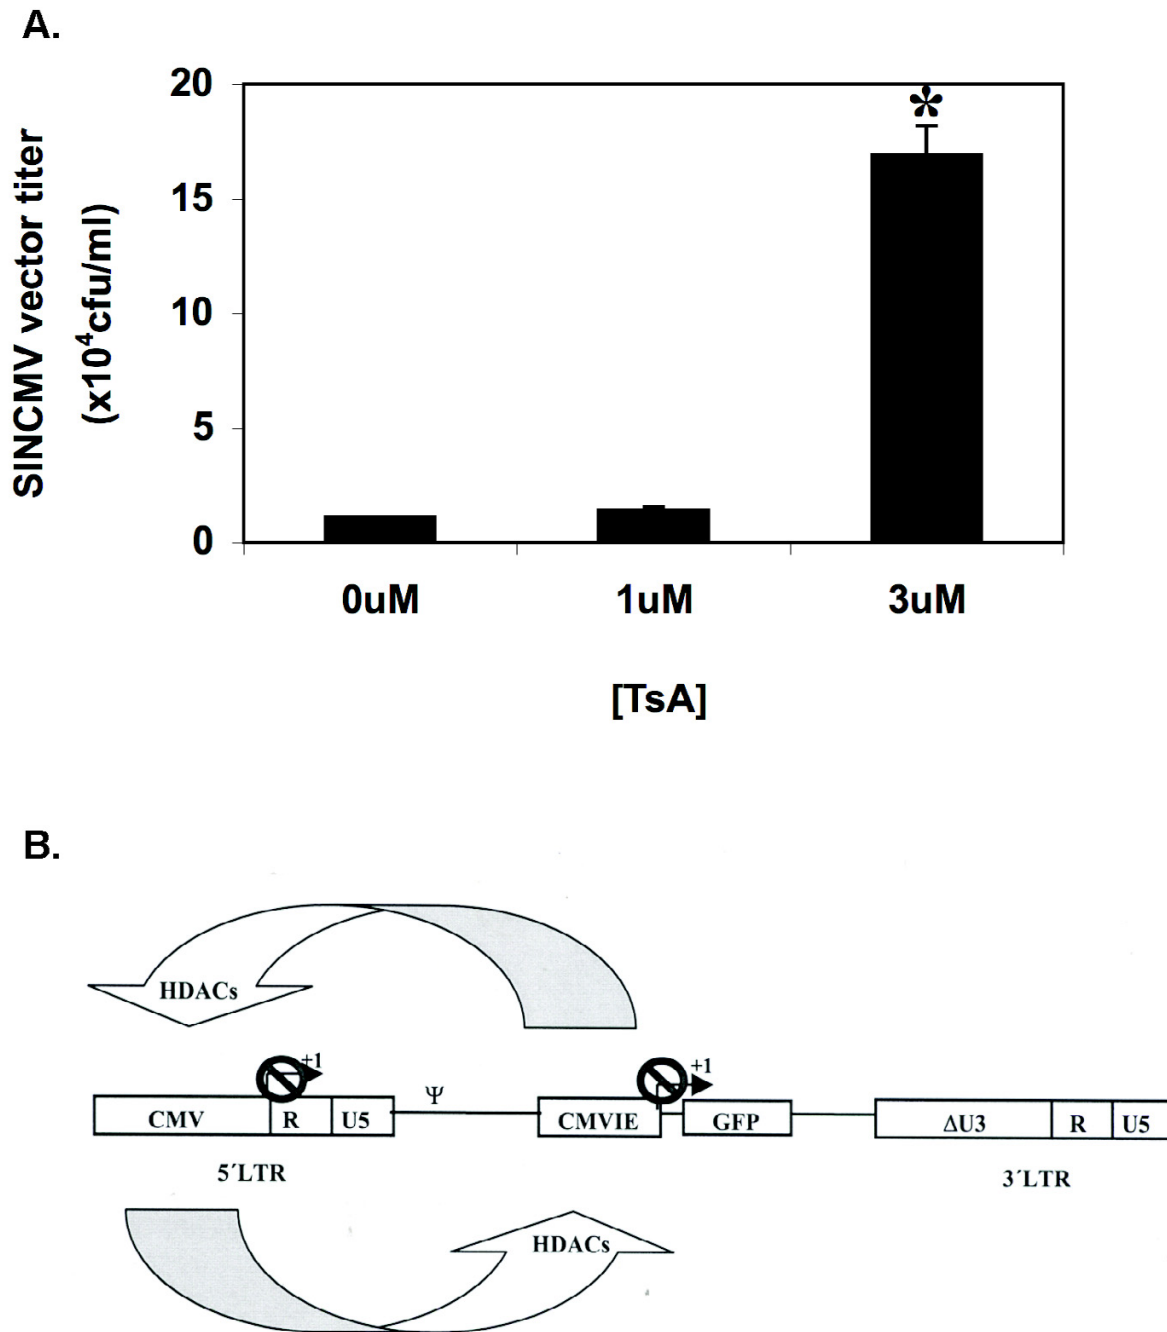 A.
SINCMV vector titer
(x10⁴cfu/ml)
20
15
10
5
0
*
0uM 1uM 3uM
[TsA]
B.
HDACs
+1 +1
Ψ
CMV R U5 CMVIE GFP ΔU3 R U5
5´LTR 3´LTR
HDACs